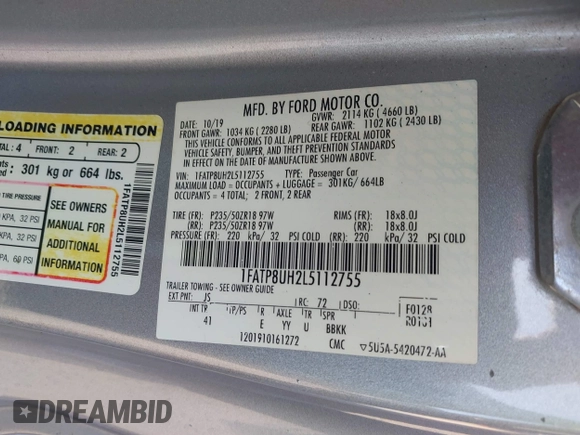 LOADING INFORMATION
: 4 FRONT: 2 REAR: 2
301 kg or 664 lbs.
TIRE PRESSURE
KPA, 32 PSI
KPA, 32 PSI
KPA, 60 PSI
SEE OWNERS
MANUAL FOR
ADDITIONAL
INFORMATION
1FATP8UH2L5112755
MFD. BY FORD MOTOR CO.
10/19 GVWR: 2114 KG ( 4660 LB)
FRONT GAWR: 1034 KG ( 2280 LB) REAR GAWR: 1102 KG ( 2430 LB)
THIS VEHICLE CONFORMS TO ALL APPLICABLE FEDERAL MOTOR
VEHICLE SAFETY, BUMPER, AND THEFT PREVENTION STANDARDS
IN EFFECT ON THE DATE OF MANUFACTURE SHOWN ABOVE.
VIN: 1FATP8UH2L5112755 TYPE: Passenger Car
MAXIMUM LOAD = OCCUPANTS + LUGGAGE = 301KG/ 664LB
OCCUPANTS = 4 TOTAL; 2 FRONT, 2 REAR
TIRE (FR): P235/50ZR18 97W RIMS (FR): 18x8.0J
(RR): P235/50ZR18 97W (RR): 18x8.0J
PRESSURE (FR): 220 kPa/ 32 PSI COLD (RR): 220 kPa/ 32 PSI COLD
1FATP8UH2L5112755
TRAILER TOWING - SEE OWNER GUIDE
EXT PNT: JS RC: 72 DSO: F0128
INT TR TP/PS R AXLE TR SPR R0131
41 E YY U BBKK
1201910161272 CMC 5U5A-5420472-AA
DREAMBID